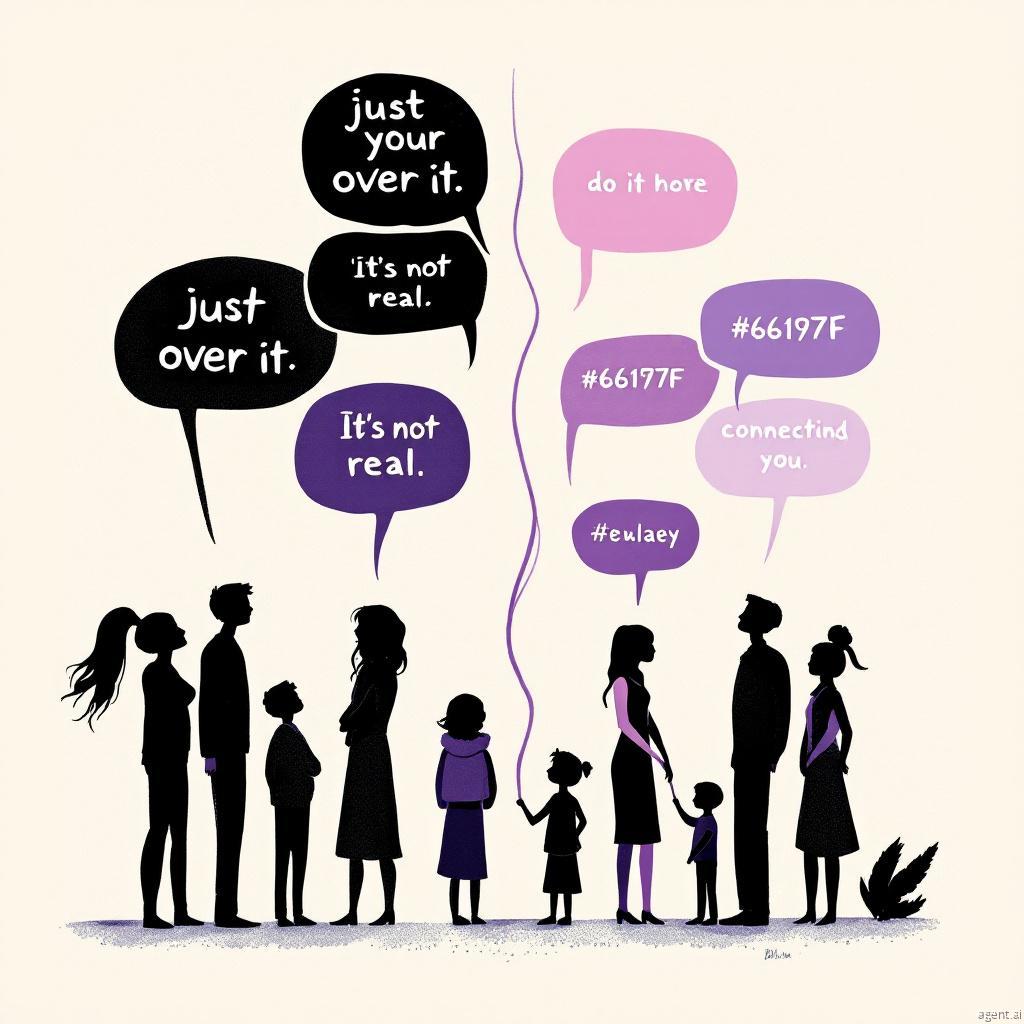 just
your
over it.
'it's not
real.
just
over it.
It's not
real.
do it hore
#66197F
#66177F
connectind
you.
#eulaey
agent.ai